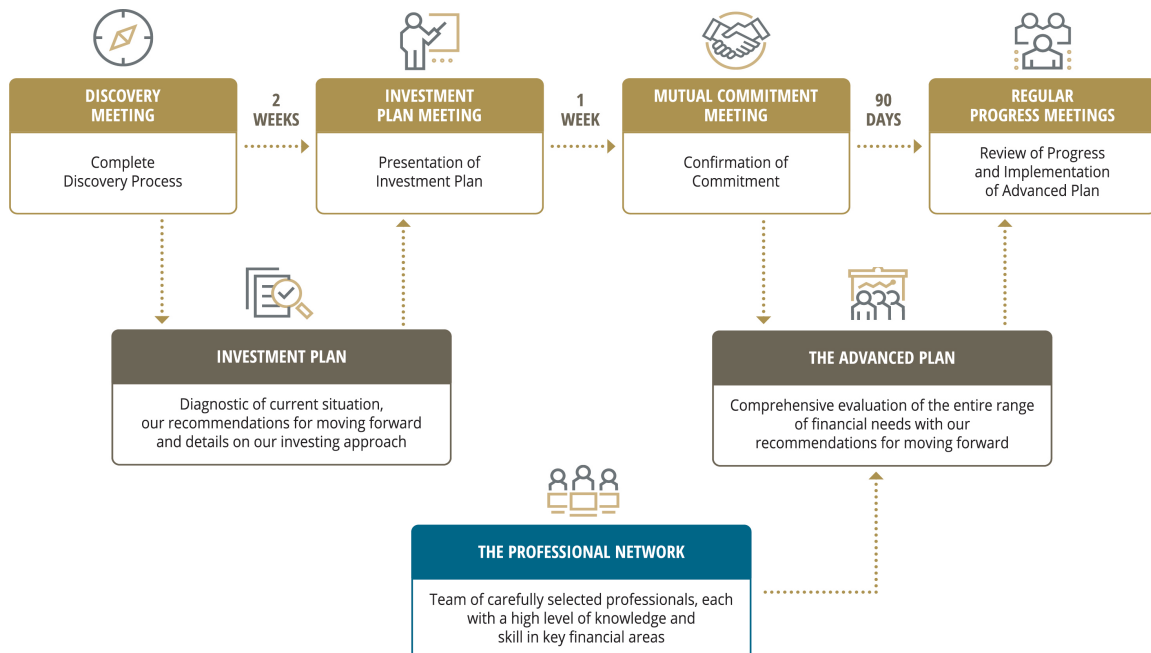 DISCOVERY
MEETING
Complete
Discovery Process
2
WEEKS
INVESTMENT
PLAN MEETING
Presentation of
Investment Plan
1
WEEK
MUTUAL COMMITMENT
MEETING
Confirmation of
Commitment
90
DAYS
REGULAR
PROGRESS MEETINGS
Review of Progress
and Implementation
of Advanced Plan
INVESTMENT PLAN
Diagnostic of current situation,
our recommendations for moving forward
and details on our investing approach
THE ADVANCED PLAN
Comprehensive evaluation of the entire range
of financial needs with our
recommendations for moving forward
THE PROFESSIONAL NETWORK
Team of carefully selected professionals, each
with a high level of knowledge and
skill in key financial areas